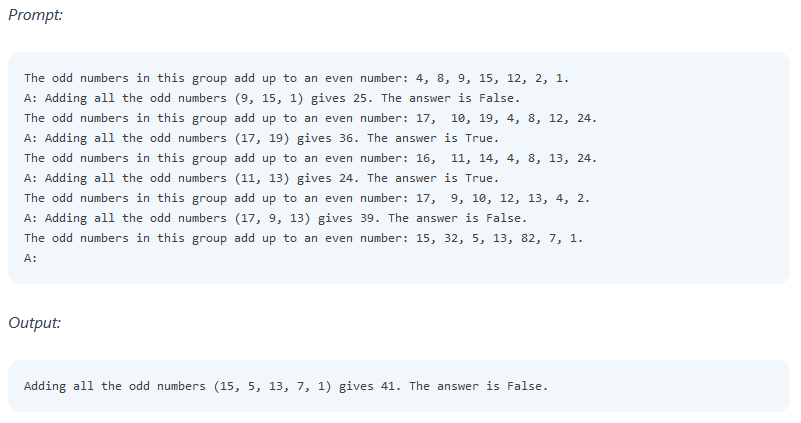 Prompt:
The odd numbers in this group add up to an even number: 4, 8, 9, 15, 12, 2, 1.
A: Adding all the odd numbers (9, 15, 1) gives 25. The answer is False.
The odd numbers in this group add up to an even number: 17,  10, 19, 4, 8, 12, 24.
A: Adding all the odd numbers (17, 19) gives 36. The answer is True.
The odd numbers in this group add up to an even number: 16,  11, 14, 4, 8, 13, 24.
A: Adding all the odd numbers (11, 13) gives 24. The answer is True.
The odd numbers in this group add up to an even number: 17,  9, 10, 12, 13, 4, 2.
A: Adding all the odd numbers (17, 9, 13) gives 39. The answer is False.
The odd numbers in this group add up to an even number: 15, 32, 5, 13, 82, 7, 1.
A:
Output:
Adding all the odd numbers (15, 5, 13, 7, 1) gives 41. The answer is False.